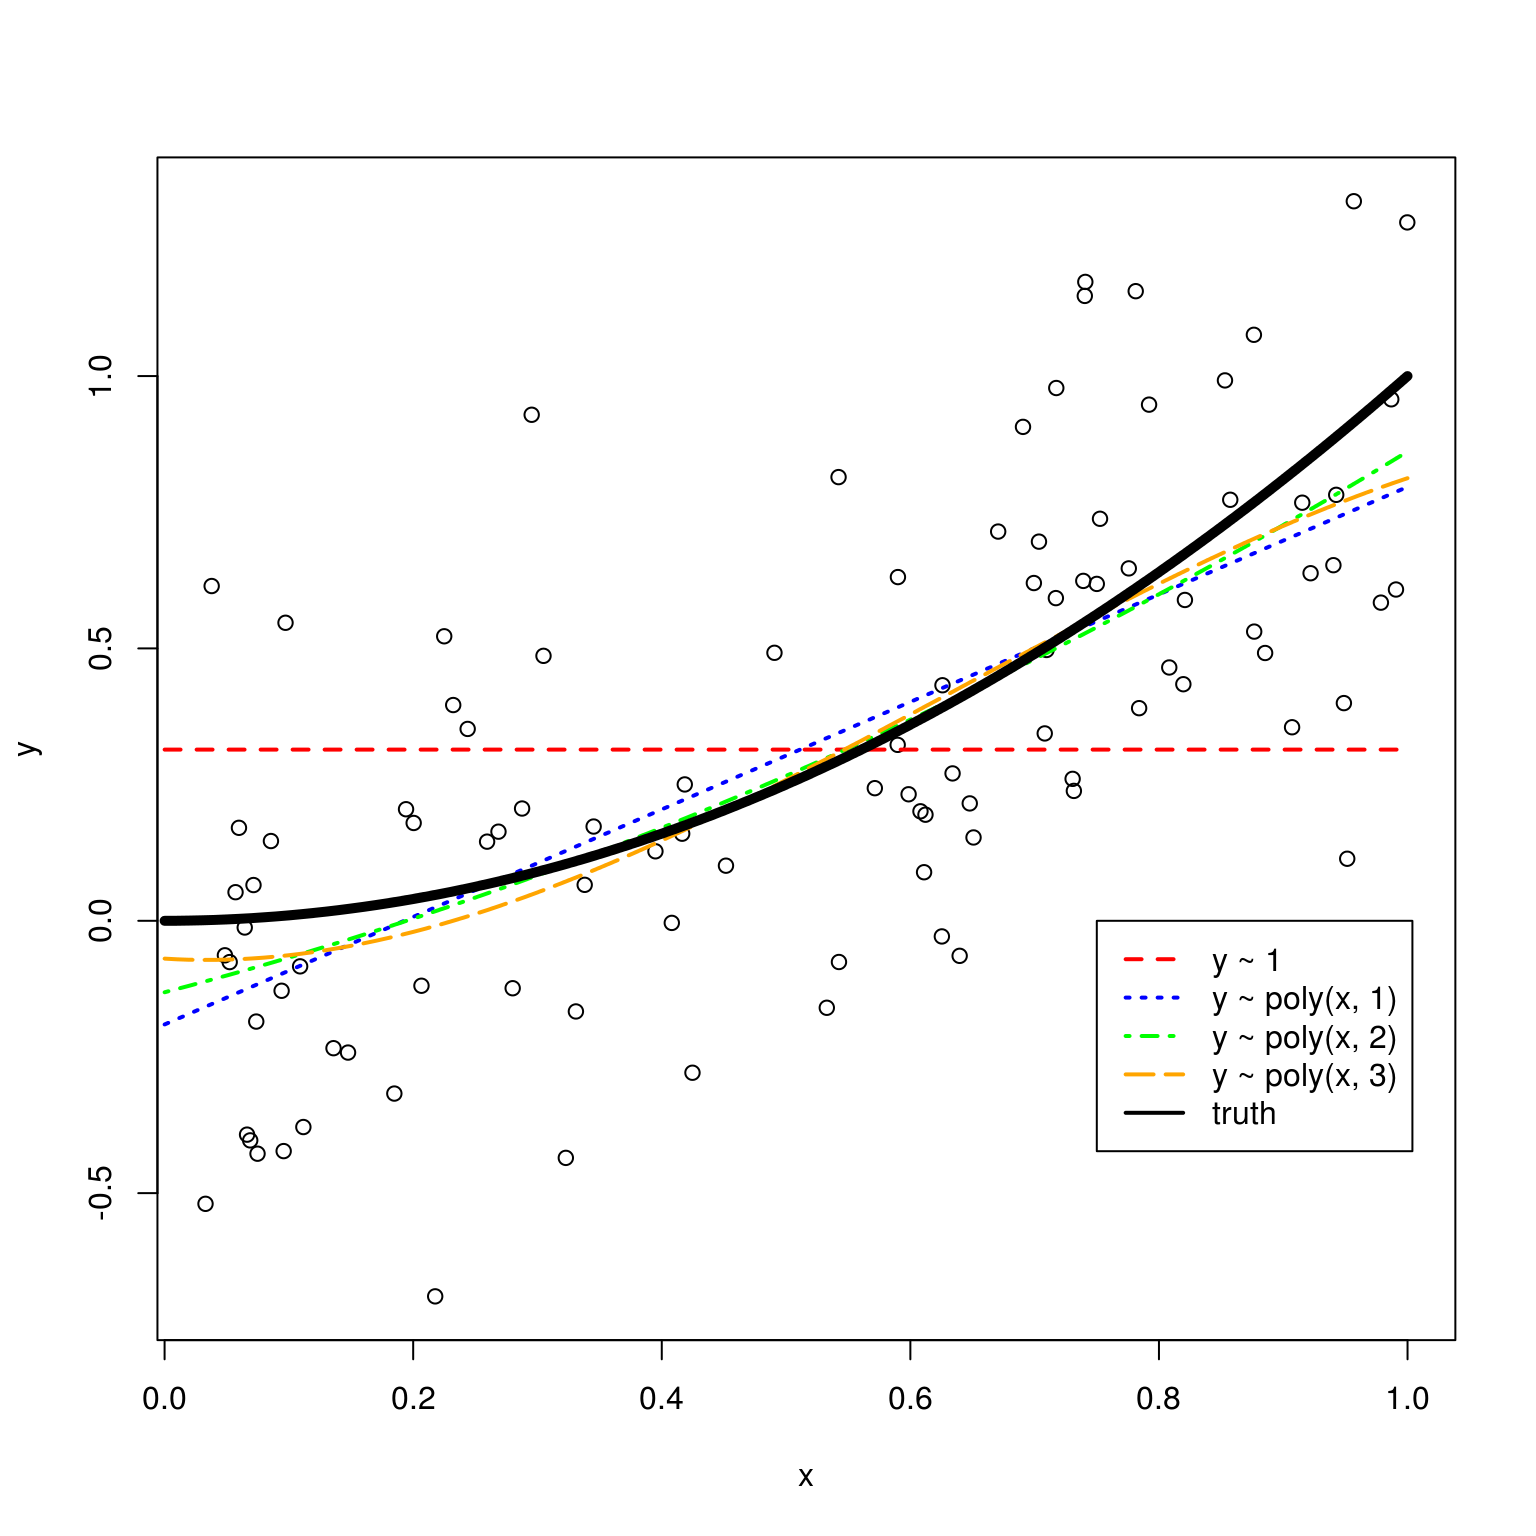 y
1.0
0.5
0.0
-0.5
y ~ 1
y ~ poly(x, 1)
y ~ poly(x, 2)
y ~ poly(x, 3)
truth
0.0 0.2 0.4 0.6 0.8 1.0
x